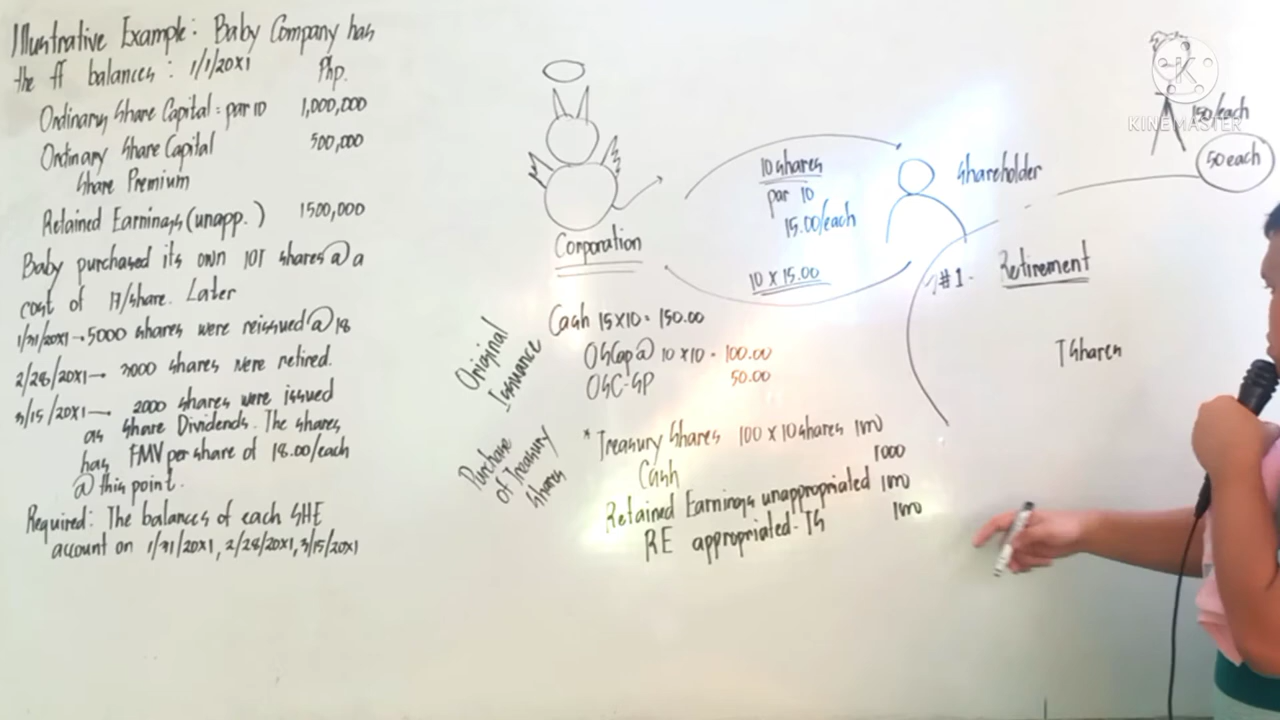 Illustrative Example: Baby Company has
the ff balances: 1/1/20x1 Php.
Ordinary Share Capital = par 10 1,000,000
Ordinary Share Capital 500,000
Share Premium
Retained Earnings (unapp.) 1500,000
Baby purchased its own 10T shares @ a
cost of 17/share. Later
1/31/20x1 → 5000 shares were reissued @ 18
2/28/20x1 → 3000 shares were retired.
3/15/20x1 — 2000 shares were issued
as Share Dividends. The shares
has FMV per share of 18.00/each
@ this point.
Required: The balances of each SHE
account on 1/31/20x1, 2/28/20x1, 3/15/20x1
Corporation
10 shares
par 10
15.00/each
10 x 15.00
Shareholder
150/each
50 each
KINEMASTER
K
#1 - Retirement
T Shares
Original
Issuance
Cash 15x10 = 150.00
OSCap @ 10 x 10 = 100.00
OSC-SP 50.00
Purchase
of Treasury
Shares
* Treasury Shares 100 x 10 shares 1000
Cash 1000
Retained Earnings unappropriated 1000
RE appropriated - TS 1000